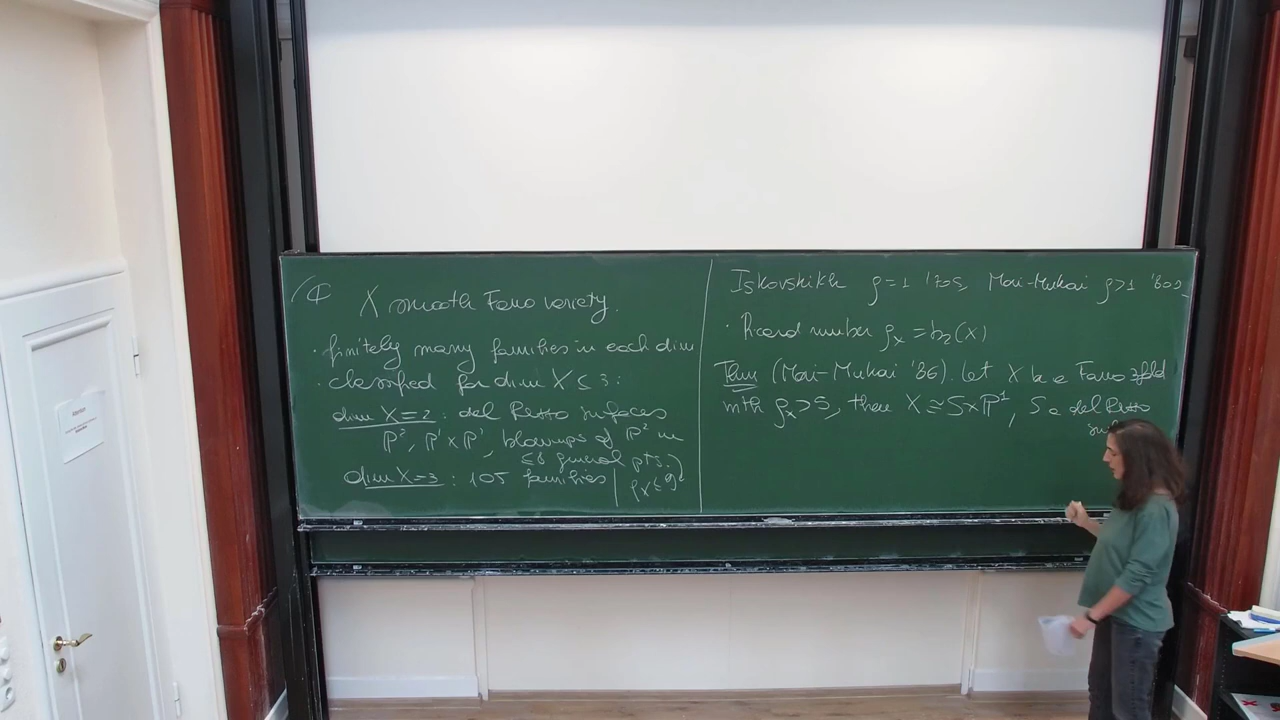 /ℂ X smooth Fano variety.
· finitely many families in each dim
· classified for dim X ≤ 3:
dim X=2: del Pezzo surfaces
ℙ², ℙ¹×ℙ¹, blowups of ℙ² in
≤8 general pts.
dim X=3: 105 families
ρx≤9
Iskovskikh ρ=1 '70s, Mori-Mukai ρ>1 '80s
· Picard number ρ_X = b₂(X)
Thm (Mori-Mukai '86). Let X be a Fano 3fold
with ρ_X>5, then X ≅ S×ℙ¹, S a del Pezzo